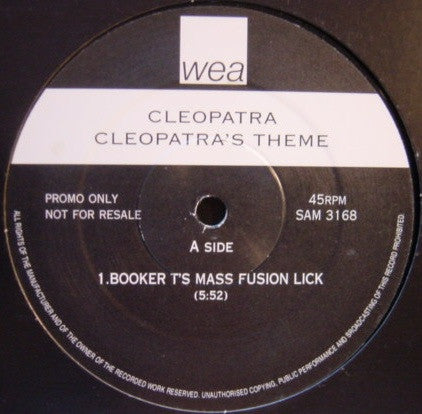 wea
CLEOPATRA
CLEOPATRA'S THEME
PROMO ONLY
NOT FOR RESALE
45RPM
SAM 3168
A SIDE
1.BOOKER T'S MASS FUSION LICK
(5:52)
ALL RIGHTS OF THE MANUFACTURER AND OF THE OWNER OF THE RECORDED WORK RESERVED. UNAUTHORISED COPYING, PUBLIC PERFORMANCE AND BROADCASTING OF THIS RECORD PROHIBITED.